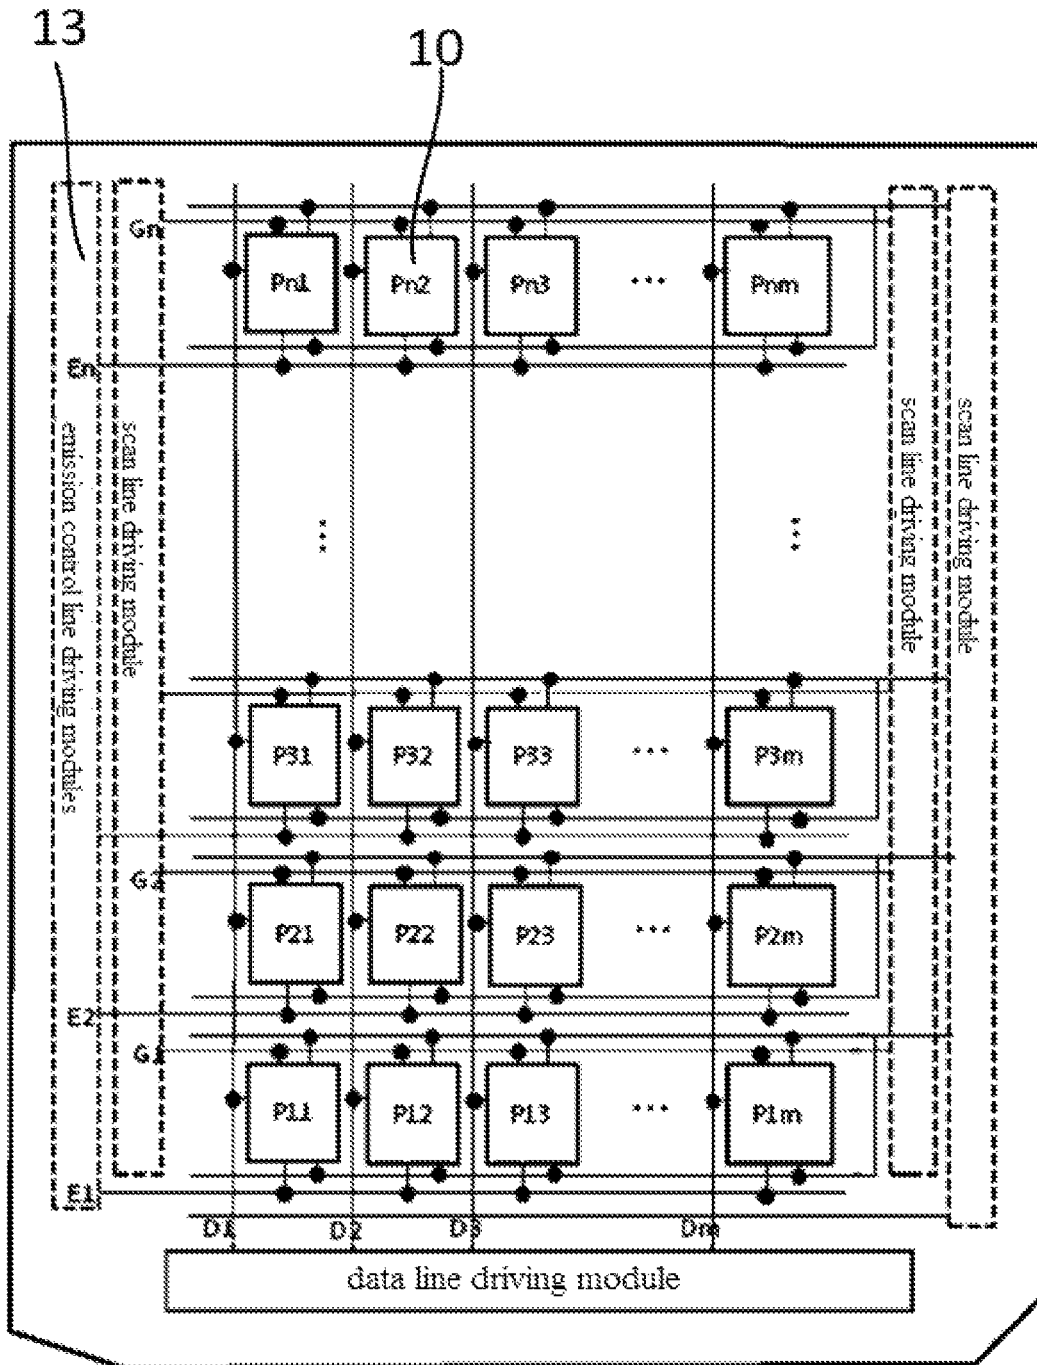 13
10
Gn
Pn1
Pn2
Pn3
...
Pnm
En
emission control line driving modules
scan line driving module
scan line driving module
scan line driving module
...
...
P31
P32
P33
...
P3m
G2
P21
P22
P23
...
P2m
E2
G1
P11
P12
P13
...
P1m
E1
D1
D2
D3
Dm
data line driving module